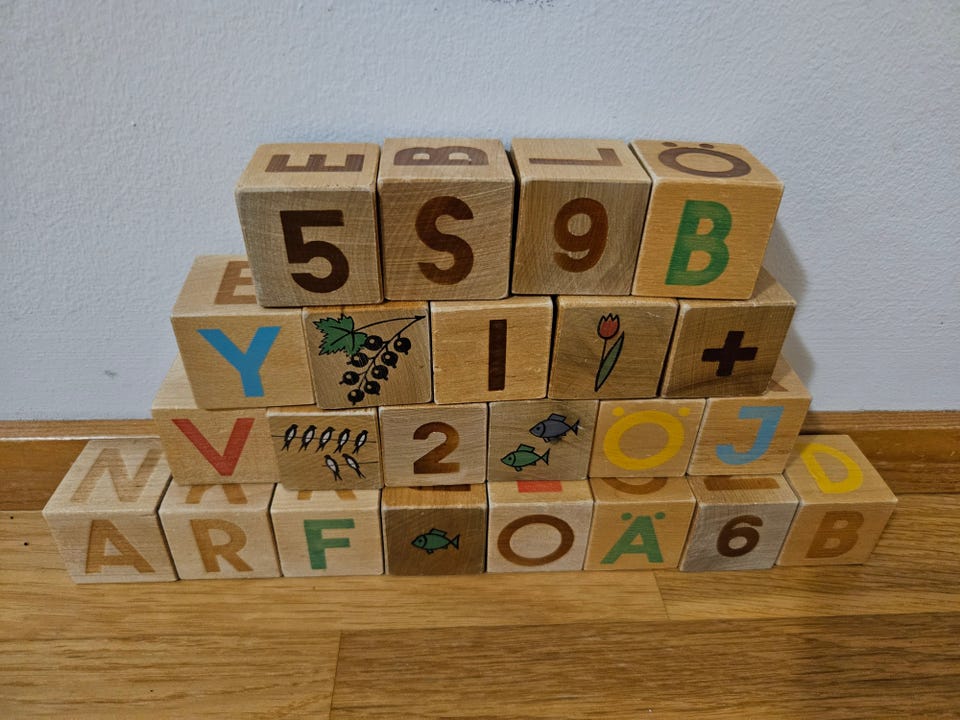 E B L Ö
5 S 9 B
E
Y I +
V 2 Ö J
N D
A R F O Ä 6 B